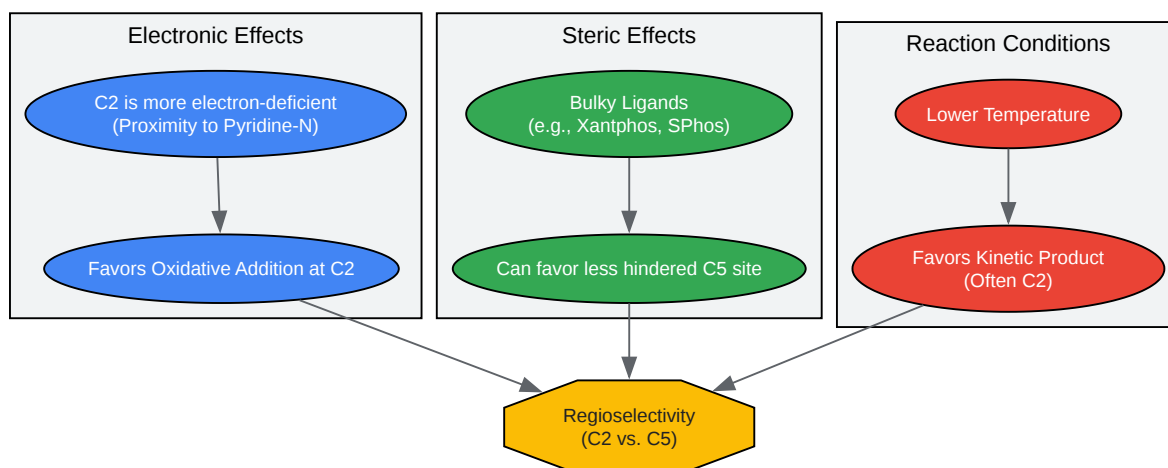 Electronic Effects
C2 is more electron-deficient
(Proximity to Pyridine-N)
Favors Oxidative Addition at C2
Steric Effects
Bulky Ligands
(e.g., Xantphos, SPhos)
Can favor less hindered C5 site
Reaction Conditions
Lower Temperature
Favors Kinetic Product
(Often C2)
Regioselectivity
(C2 vs. C5)